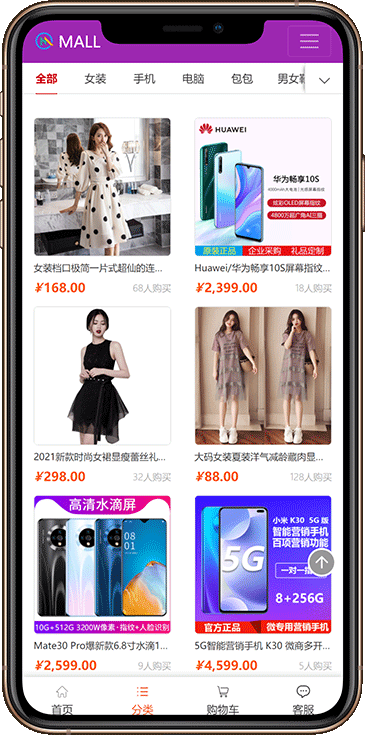 MALL
全部 女装 手机 电脑 包包 男女鞋
HUAWEI
华为畅享10S
4000mAh大电池 | 光感屏幕指纹
炫彩OLED屏幕指纹
4800万超广角AI三摄
原装正品 企业采购 礼品定制
女装档口极简一片式超仙的连... Huawei/华为畅享10S屏幕指纹...
¥168.00 68人购买 ¥2,399.00 18人购买
2021新款时尚女裙显瘦蕾丝礼... 大码女装夏装洋气减龄藏肉显...
¥298.00 32人购买 ¥88.00 128人购买
高清水滴屏
08
01
10G+512G 3200W像素·指纹+人脸识别
小米 K30 5G 版
智能营销手机
百项营销功能
一对一指
5G
8+256G
官方正品 微专用营销手机
Mate30 Pro爆新款6.8寸水滴1... 5G智能营销手机 K30 微商多开...
¥2,599.00 9人购买 ¥4,599.00 5人购买
首页 分类 购物车 客服